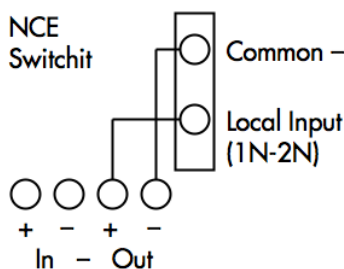 NCE
Switchit
Common –
Local Input
(1N-2N)
+ – + –
In – Out